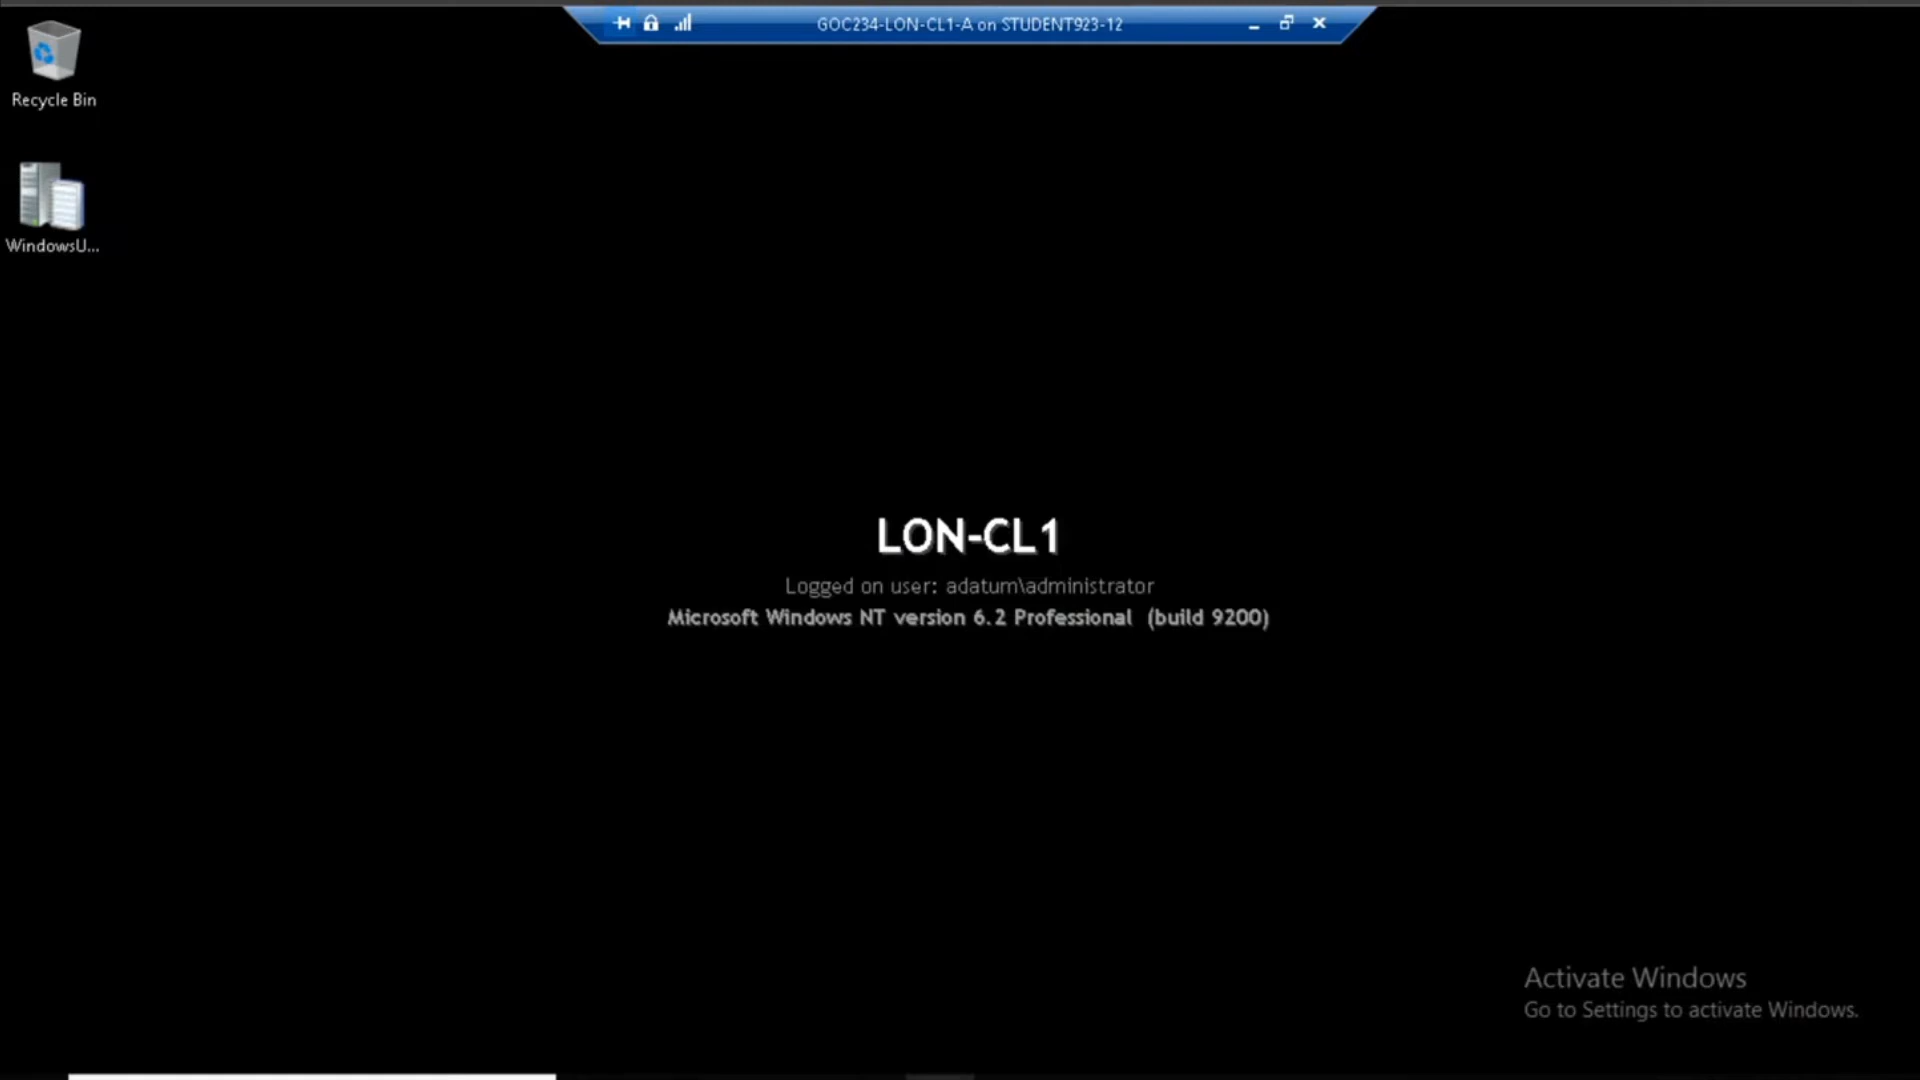 GOC234-LON-CL1-A on STUDENT923-12
Recycle Bin
WindowsU...
LON-CL1
Logged on user: adatum\administrator
Microsoft Windows NT version 6.2 Professional (build 9200)
Activate Windows
Go to Settings to activate Windows.